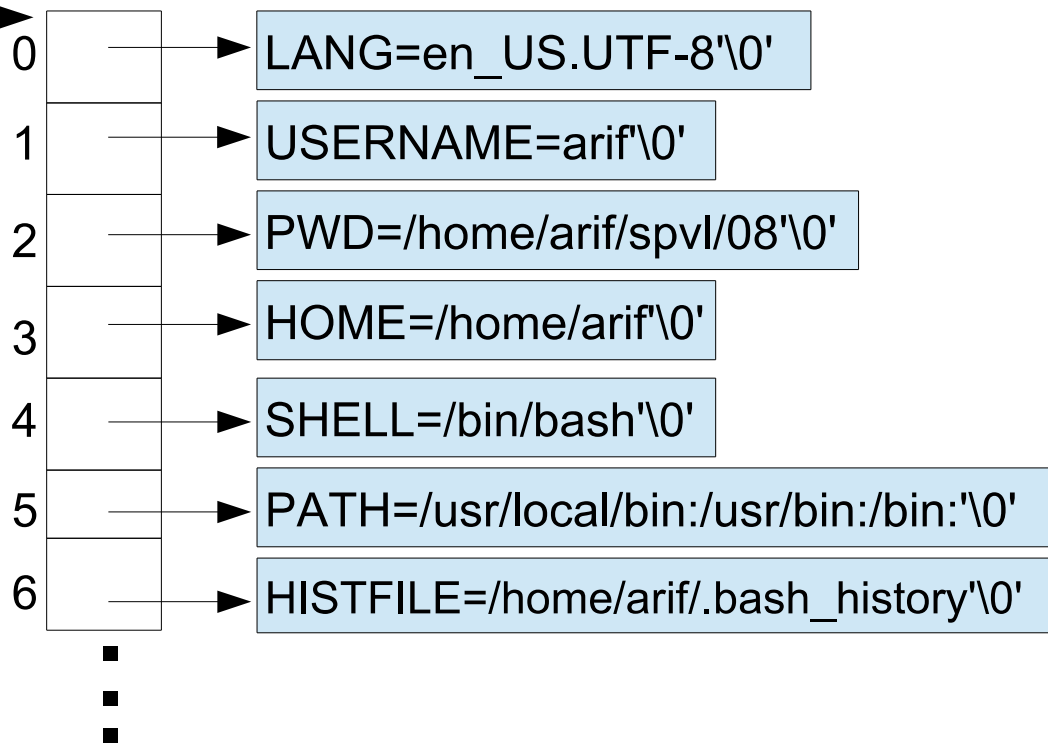 0 LANG=en_US.UTF-8'\0'
1 USERNAME=arif'\0'
2 PWD=/home/arif/spvl/08'\0'
3 HOME=/home/arif'\0'
4 SHELL=/bin/bash'\0'
5 PATH=/usr/local/bin:/usr/bin:/bin:'\0'
6 HISTFILE=/home/arif/.bash_history'\0'